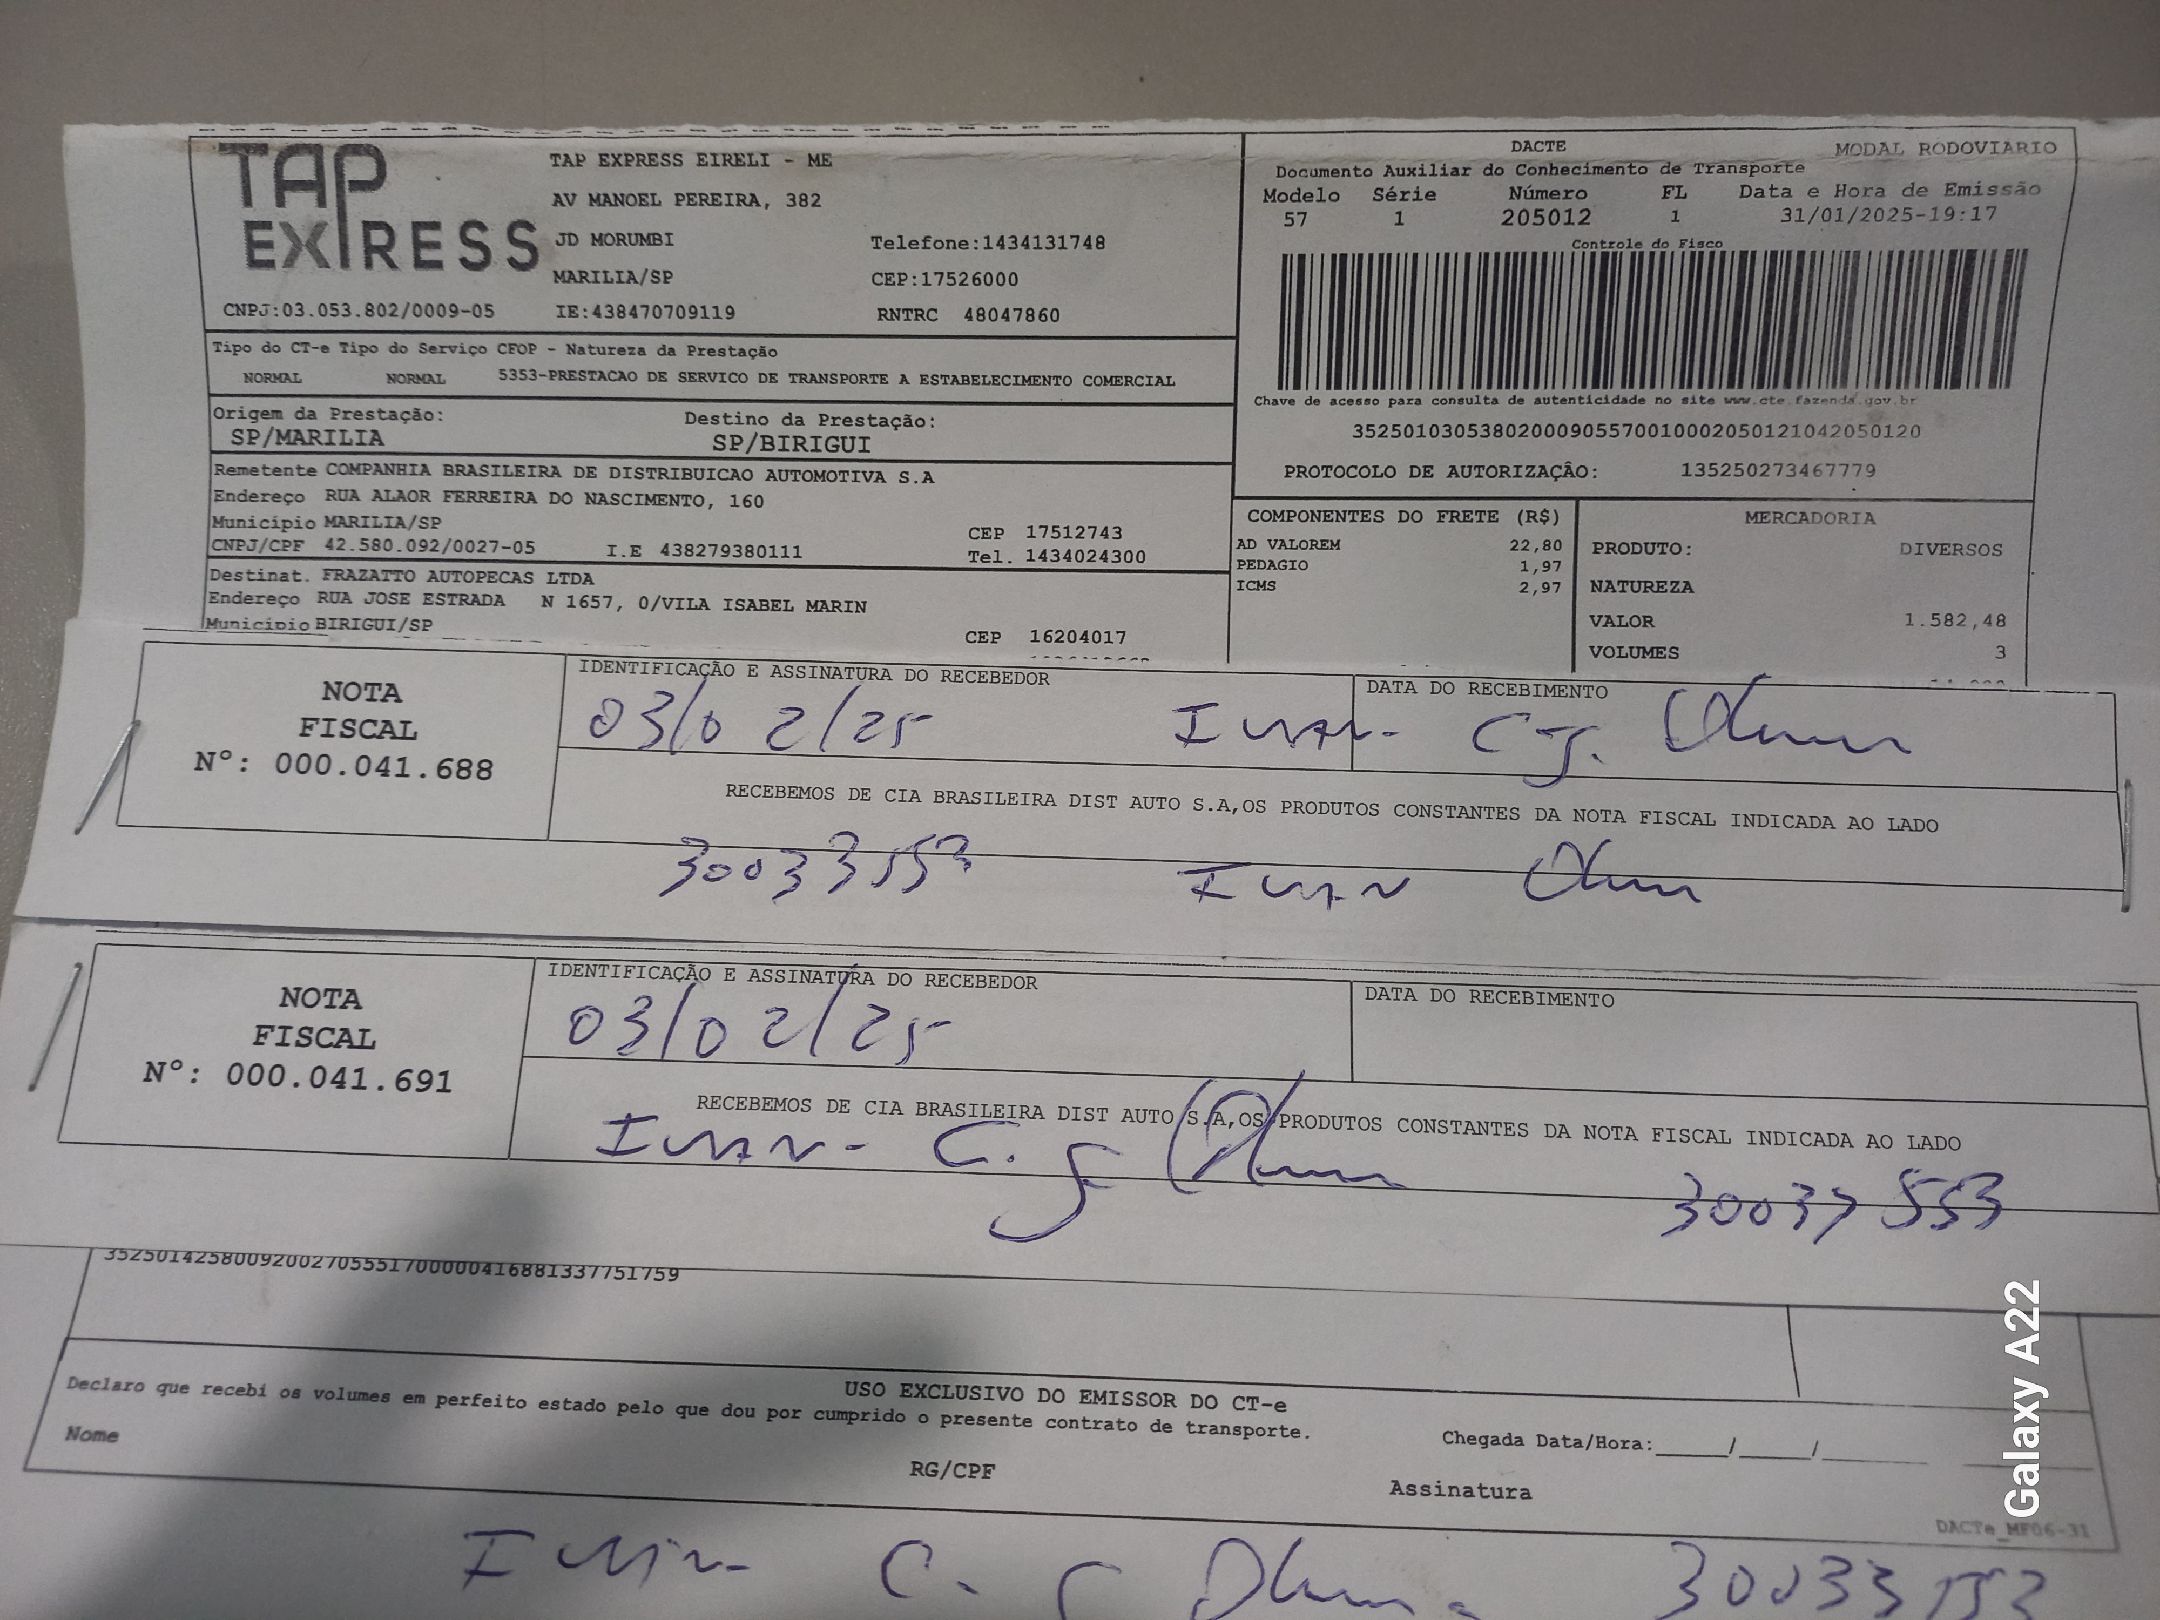 TAP EXPRESS
TAP EXPRESS EIRELI - ME
AV MANOEL PEREIRA, 382
JD MORUMBI Telefone:1434131748
MARILIA/SP CEP:17526000
CNPJ:03.053.802/0009-05 IE:438470709119 RNTRC 48047860
DACTE MODAL RODOVIARIO
Documento Auxiliar do Conhecimento de Transporte
Modelo Série Número FL Data e Hora de Emissão
57 1 205012 1 31/01/2025-19:17
Controle do Fisco
Chave de acesso para consulta de autenticidade no site www.cte.fazenda.gov.br
35250103053802000905570010002050121042050120
PROTOCOLO DE AUTORIZAÇÃO: 135250273467779
Tipo do CT-e Tipo do Serviço CFOP - Natureza da Prestação
NORMAL NORMAL 5353-PRESTACAO DE SERVICO DE TRANSPORTE A ESTABELECIMENTO COMERCIAL
Origem da Prestação: Destino da Prestação:
SP/MARILIA SP/BIRIGUI
Remetente COMPANHIA BRASILEIRA DE DISTRIBUICAO AUTOMOTIVA S.A
Endereço RUA ALAOR FERREIRA DO NASCIMENTO, 160
Município MARILIA/SP CEP 17512743
CNPJ/CPF 42.580.092/0027-05 I.E 438279380111 Tel. 1434024300
Destinat. FRAZATTO AUTOPECAS LTDA
Endereço RUA JOSE ESTRADA N 1657, 0/VILA ISABEL MARIN
Município BIRIGUI/SP CEP 16204017
COMPONENTES DO FRETE (R$)
AD VALOREM 22,80
PEDAGIO 1,97
ICMS 2,97
MERCADORIA
PRODUTO: DIVERSOS
NATUREZA
VALOR 1.582,48
VOLUMES 3
NOTA
FISCAL
Nº: 000.041.688
IDENTIFICAÇÃO E ASSINATURA DO RECEBEDOR DATA DO RECEBIMENTO
03/02/25 IVAN
RECEBEMOS DE CIA BRASILEIRA DIST AUTO S.A,OS PRODUTOS CONSTANTES DA NOTA FISCAL INDICADA AO LADO
30033553 IVAN
NOTA
FISCAL
Nº: 000.041.691
IDENTIFICAÇÃO E ASSINATURA DO RECEBEDOR DATA DO RECEBIMENTO
03/02/25
RECEBEMOS DE CIA BRASILEIRA DIST AUTO S.A,OS PRODUTOS CONSTANTES DA NOTA FISCAL INDICADA AO LADO
IVAN C.
35250142580092002705551700000416881337751759
USO EXCLUSIVO DO EMISSOR DO CT-e
Declaro que recebi os volumes em perfeito estado pelo que dou por cumprido o presente contrato de transporte.
Nome RG/CPF Assinatura
Chegada Data/Hora:_____/_____/_____
DACTe_MF06-31
IVAN C.
Galaxy A22